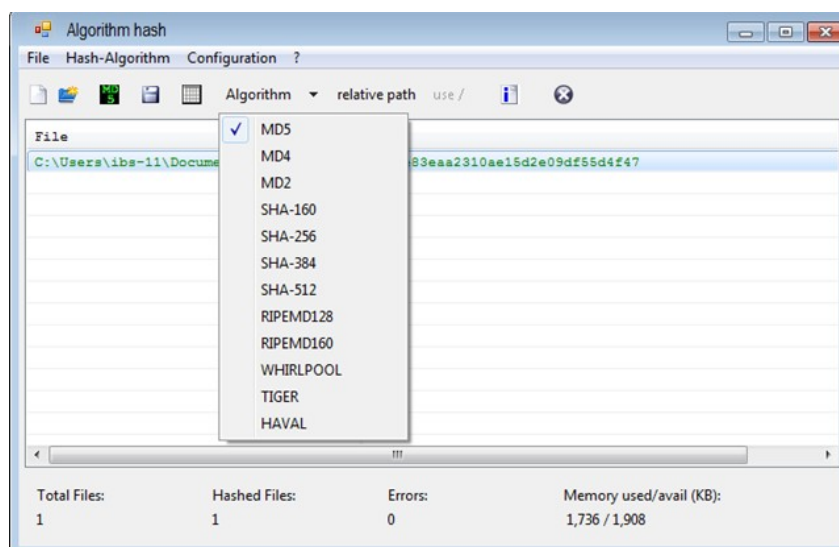 Algorithm hash
File Hash-Algorithm Configuration ?
MD
5
Algorithm relative path use /
File
MD5
C:\Users\ibs-11\Docume 83eaa2310ae15d2e09df55d4f47
MD4
MD2
SHA-160
SHA-256
SHA-384
SHA-512
RIPEMD128
RIPEMD160
WHIRLPOOL
TIGER
HAVAL
Total Files: Hashed Files: Errors: Memory used/avail (KB):
1 1 0 1,736 / 1,908